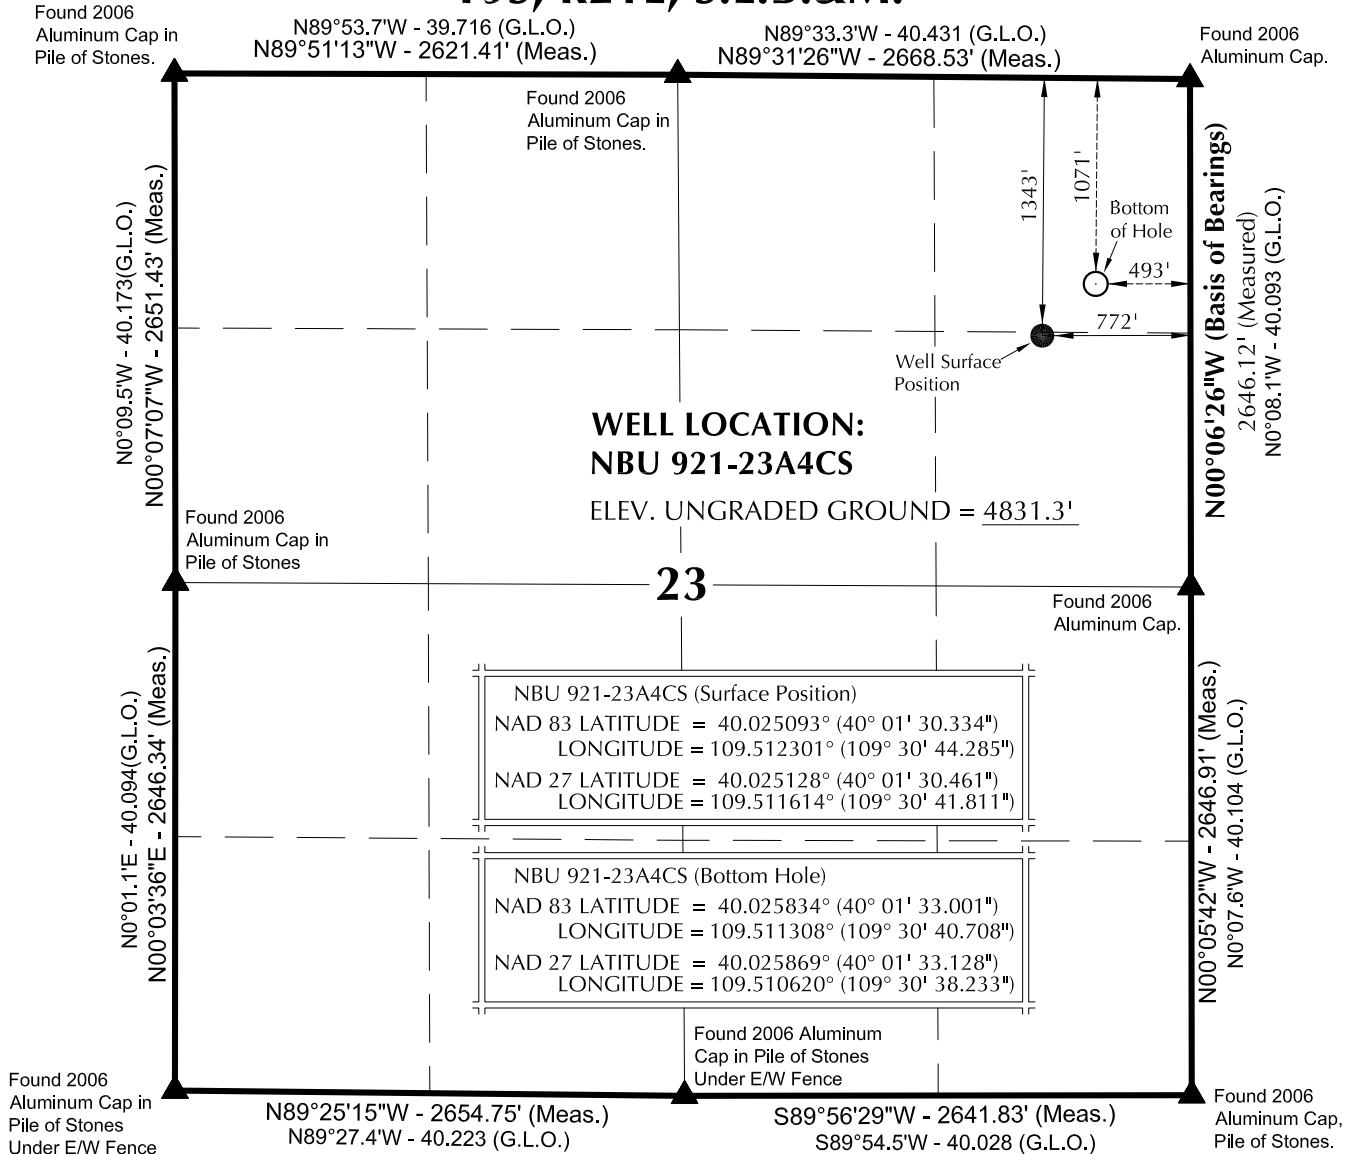 T9S, R21E, S.L.B.&M.
Found 2006
Aluminum Cap in
Pile of Stones.
N89°53.7'W - 39.716 (G.L.O.)
N89°51'13"W - 2621.41' (Meas.)
N89°33.3'W - 40.431 (G.L.O.)
N89°31'26"W - 2668.53' (Meas.)
Found 2006
Aluminum Cap.
Found 2006
Aluminum Cap in
Pile of Stones.
1343'
1071'
Bottom
of Hole
493'
772'
Well Surface
Position
N0°09.5'W - 40.173(G.L.O.)
N00°07'07"W - 2651.43' (Meas.)
N00°06'26"W (Basis of Bearings)
2646.12' (Measured)
N0°08.1'W - 40.093 (G.L.O.)
WELL LOCATION:
NBU 921-23A4CS
ELEV. UNGRADED GROUND = 4831.3'
Found 2006
Aluminum Cap in
Pile of Stones
23
Found 2006
Aluminum Cap.
N0°01.1'E - 40.094(G.L.O.)
N00°03'36"E - 2646.34' (Meas.)
NBU 921-23A4CS (Surface Position)
NAD 83 LATITUDE = 40.025093° (40° 01' 30.334")
LONGITUDE = 109.512301° (109° 30' 44.285")
NAD 27 LATITUDE = 40.025128° (40° 01' 30.461")
LONGITUDE = 109.511614° (109° 30' 41.811")
NBU 921-23A4CS (Bottom Hole)
NAD 83 LATITUDE = 40.025834° (40° 01' 33.001")
LONGITUDE = 109.511308° (109° 30' 40.708")
NAD 27 LATITUDE = 40.025869° (40° 01' 33.128")
LONGITUDE = 109.510620° (109° 30' 38.233")
N00°05'42"W - 2646.91' (Meas.)
N0°07.6'W - 40.104 (G.L.O.)
Found 2006 Aluminum
Cap in Pile of Stones
Under E/W Fence
Found 2006
Aluminum Cap in
Pile of Stones
Under E/W Fence
N89°25'15"W - 2654.75' (Meas.)
N89°27.4'W - 40.223 (G.L.O.)
S89°56'29"W - 2641.83' (Meas.)
S89°54.5'W - 40.028 (G.L.O.)
Found 2006
Aluminum Cap,
Pile of Stones.